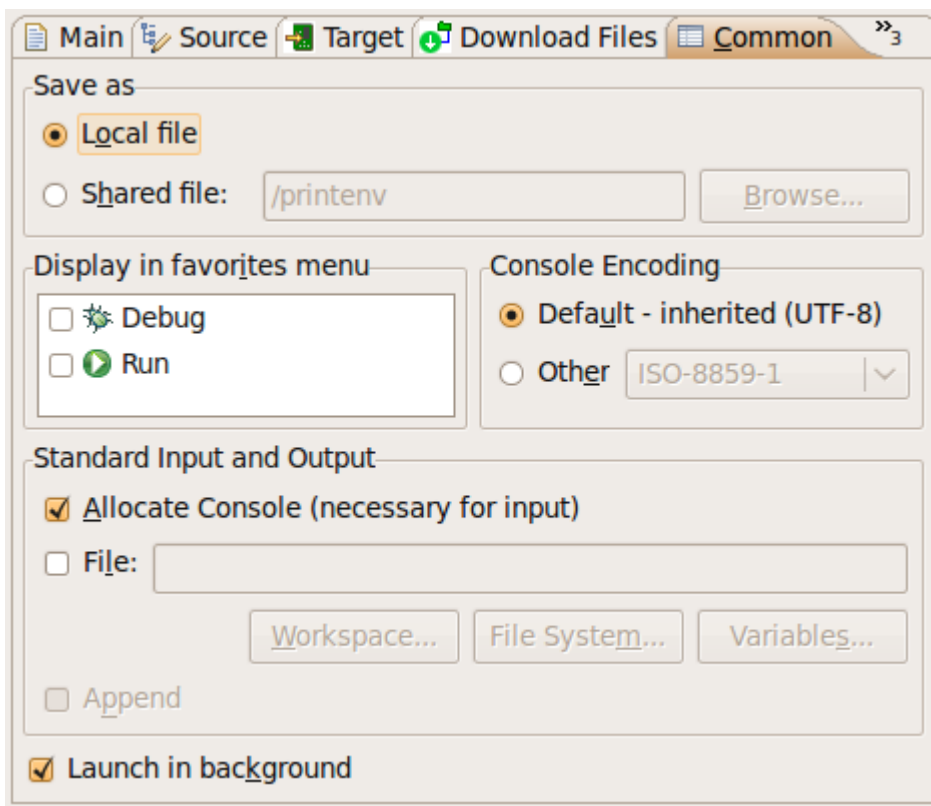 Main Source Target Download Files Common »3
Save as
Local file
Shared file: /printenv Browse...
Display in favorites menu
Debug
Run
Console Encoding
Default - inherited (UTF-8)
Other ISO-8859-1
Standard Input and Output
Allocate Console (necessary for input)
File:
Workspace... File System... Variables...
Append
Launch in background